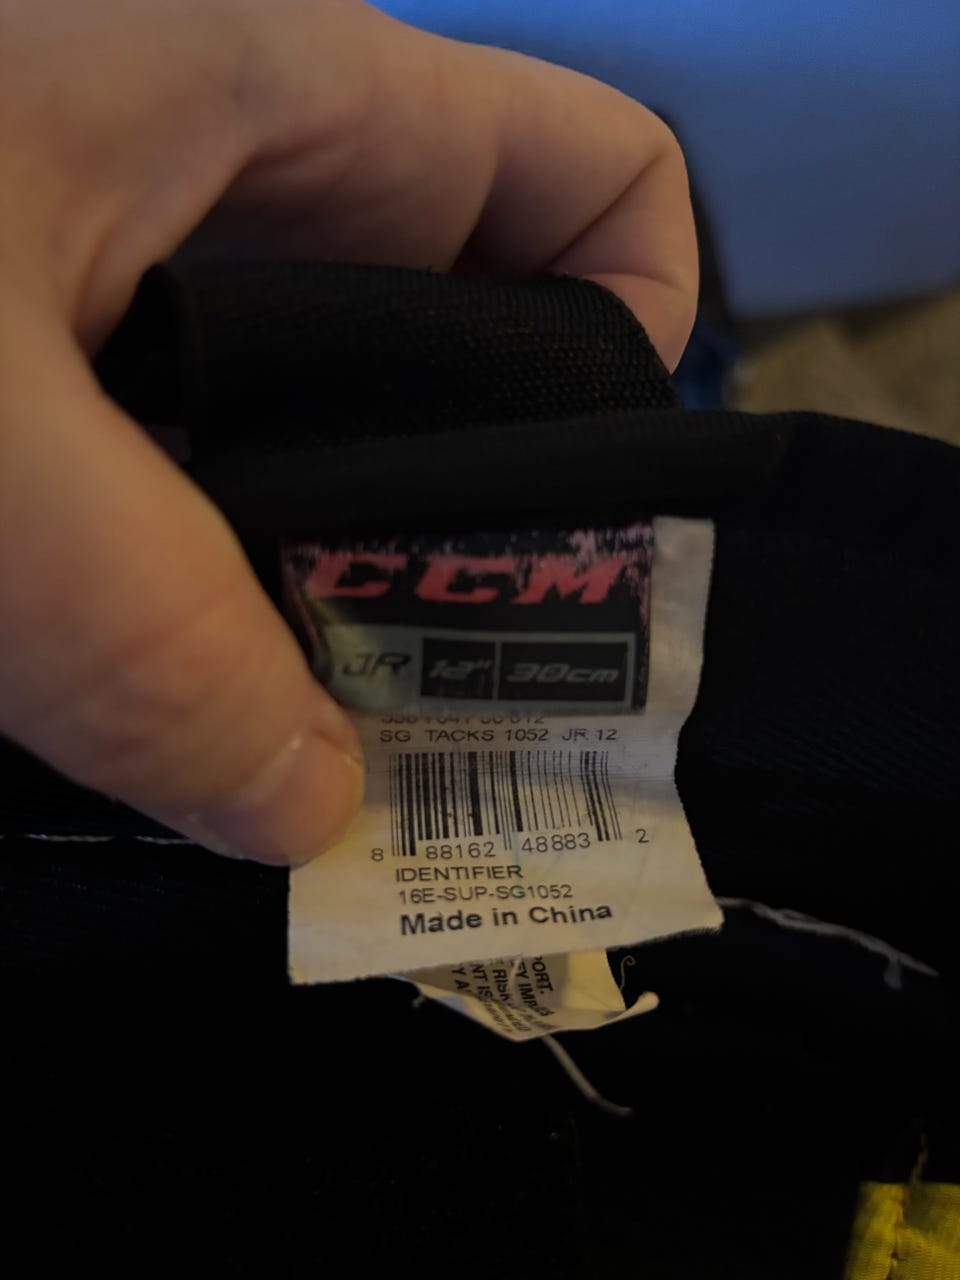 CCM
JR 12" 30cm
SG TACKS 1052 JR 12
8 88162 48883 2
IDENTIFIER
16E-SUP-SG1052
Made in China
PORT.